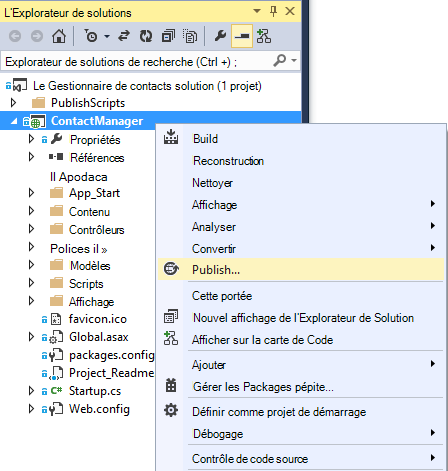 L'Explorateur de solutions
Explorateur de solutions de recherche (Ctrl +) ;
Le Gestionnaire de contacts solution (1 projet)
PublishScripts
ContactManager
Propriétés
Références
Il Apodaca
App_Start
Contenu
Contrôleurs
Polices il »
Modèles
Scripts
Affichage
favicon.ico
Global.asax
packages.config
Project_Readme
Startup.cs
Web.config
Build
Reconstruction
Nettoyer
Affichage
Analyser
Convertir
Publish...
Cette portée
Nouvel affichage de l'Explorateur de Solution
Afficher sur la carte de Code
Ajouter
Gérer les Packages pépite...
Définir comme projet de démarrage
Débogage
Contrôle de code source